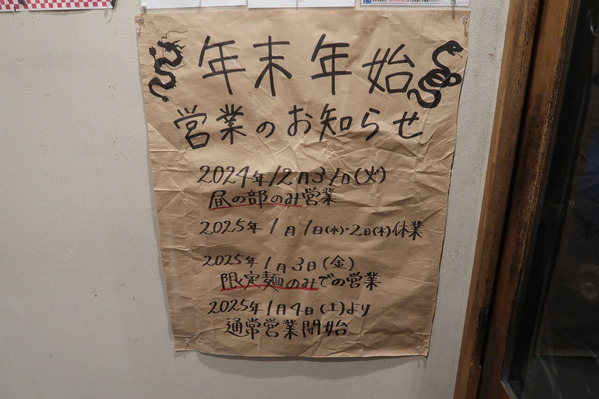 年末年始
営業のお知らせ
2024年12月31日(火)
昼の部のみ営業
2025年1月1日(水)・2日(木)休業
2025年1月3日(金)
限定麺のみでの営業
2025年1月4日(土)より
通常営業開始